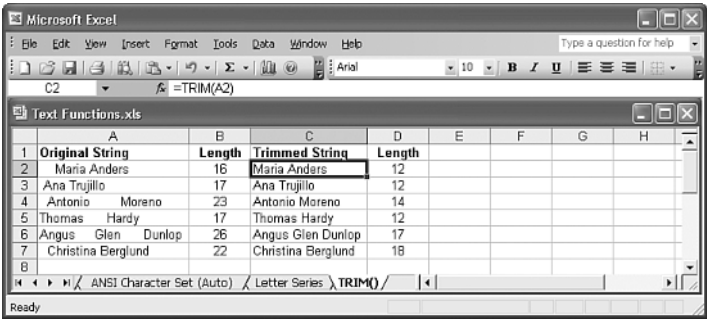 Microsoft Excel
File Edit View Insert Format Tools Data Window Help Type a question for help
Σ Arial 10 B I U
C2 fx =TRIM(A2)
Text Functions.xls
A B C D E F G H
1 Original String Length Trimmed String Length
2 Maria Anders 16 Maria Anders 12
3 Ana Trujillo 17 Ana Trujillo 12
4 Antonio Moreno 23 Antonio Moreno 14
5 Thomas Hardy 17 Thomas Hardy 12
6 Angus Glen Dunlop 26 Angus Glen Dunlop 17
7 Christina Berglund 22 Christina Berglund 18
8
ANSI Character Set (Auto) Letter Series TRIM()
Ready